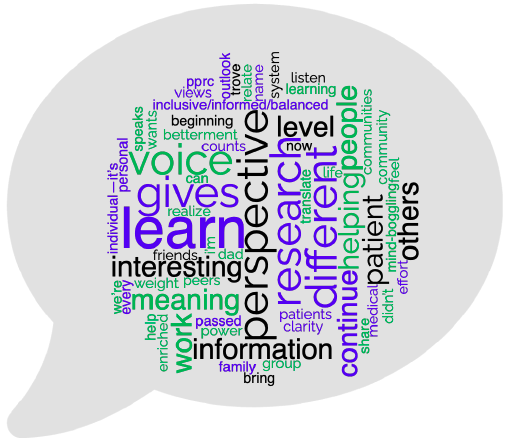 pprc
views
outlook
trove
relate
name
system
listen
learning
inclusive/informed/balanced
beginning
level
people
communities
community
speaks
wants
betterment
counts
now
voice
can
perspective
research
different
translate
life
helping
mind-boggling
feel
individual—it's
personal
gives
realize
learn
i'm
dad
friends
interesting
patient
others
we're
every
weight
peers
meaning
continue
medical
effort
didn't
share
help
enriched
work
passed
power
patients
clarity
information
family
group
bring